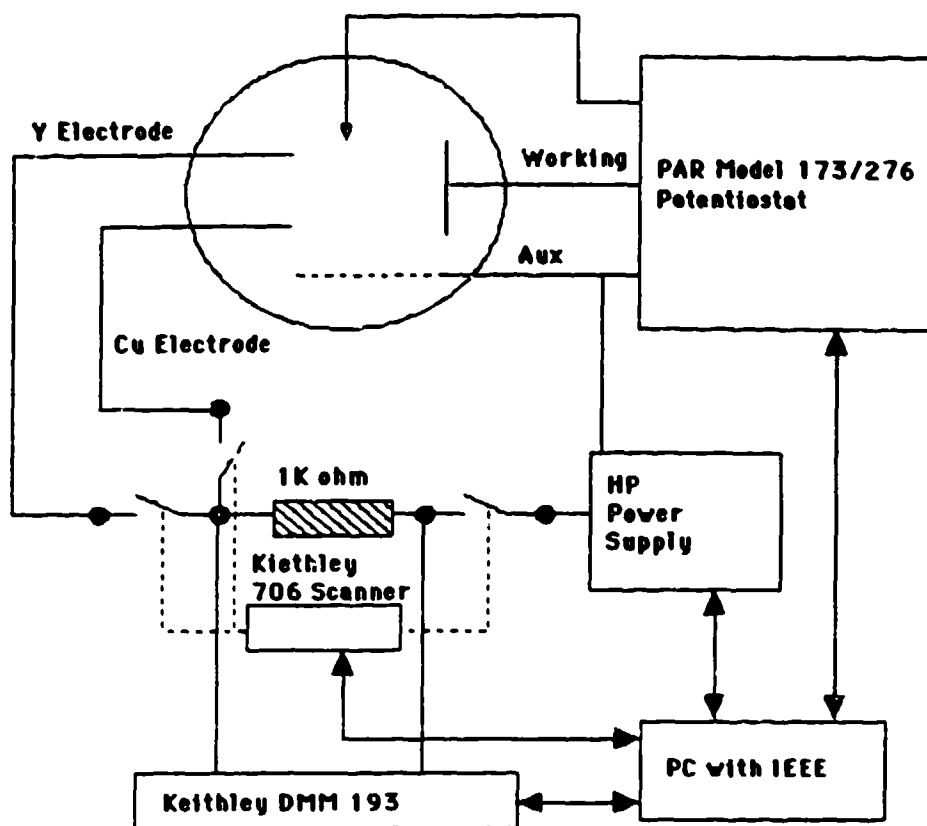 Y Electrode
Working
PAR Model 173/276
Potentiostat
Aux
Cu Electrode
1K ohm
HP
Power
Supply
Kiethley
706 Scanner
PC with IEEE
Keithley DMM 193